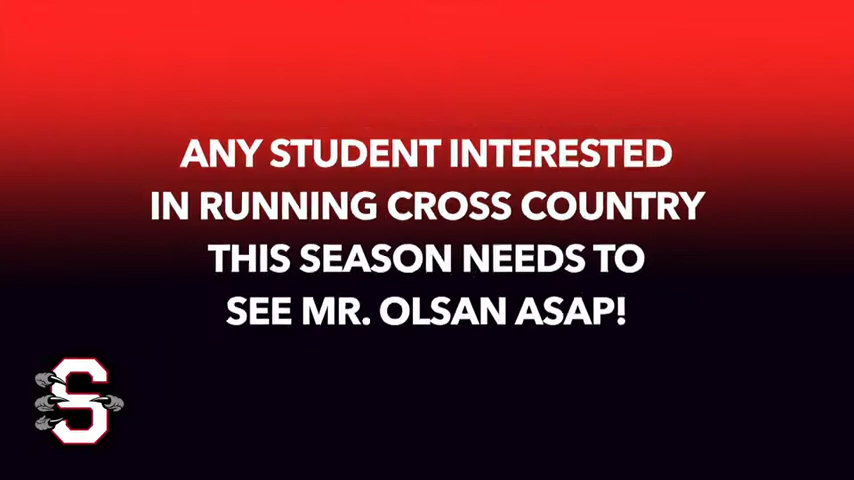 ANY STUDENT INTERESTED
IN RUNNING CROSS COUNTRY
THIS SEASON NEEDS TO
SEE MR. OLSAN ASAP!
S